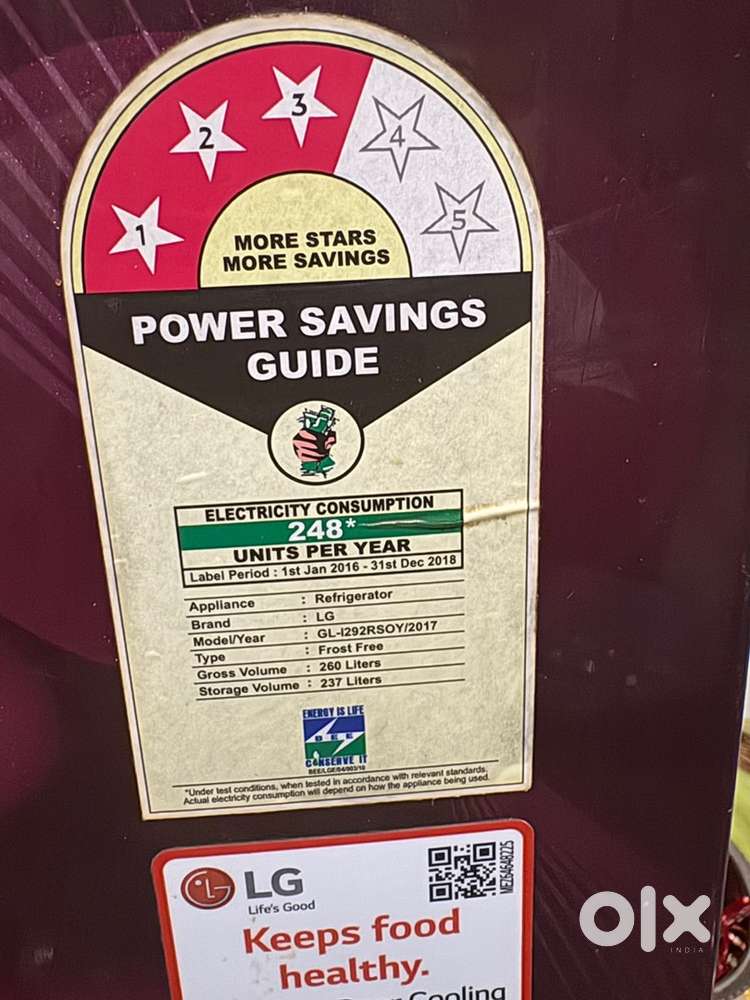 1
2
3
4
5
MORE STARS
MORE SAVINGS
POWER SAVINGS
GUIDE
ELECTRICITY CONSUMPTION
248*
UNITS PER YEAR
Label Period : 1st Jan 2016 - 31st Dec 2018
Appliance : Refrigerator
Brand : LG
Model/Year : GL-I292RSOY/2017
Type : Frost Free
Gross Volume : 260 Liters
Storage Volume : 237 Liters
ENERGY IS LIFE
BEE
CONSERVE IT
*Under test conditions, when tested in accordance with relevant standards.
Actual electricity consumption will depend on how the appliance being used.
LG
Life's Good
MEZ64648225
Keeps food
healthy.
Cooling
olx
INDIA